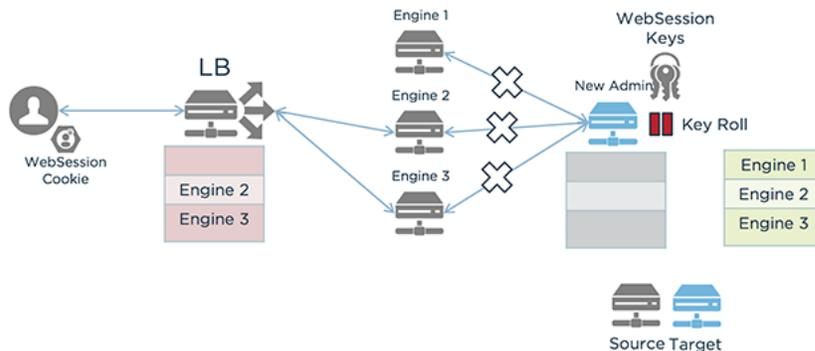 Engine 1
WebSession
Keys
LB
Engine 2
New Admin
Key Roll
WebSession
Cookie
Engine 3
Engine 2
Engine 3
Engine 1
Engine 2
Engine 3
Source Target